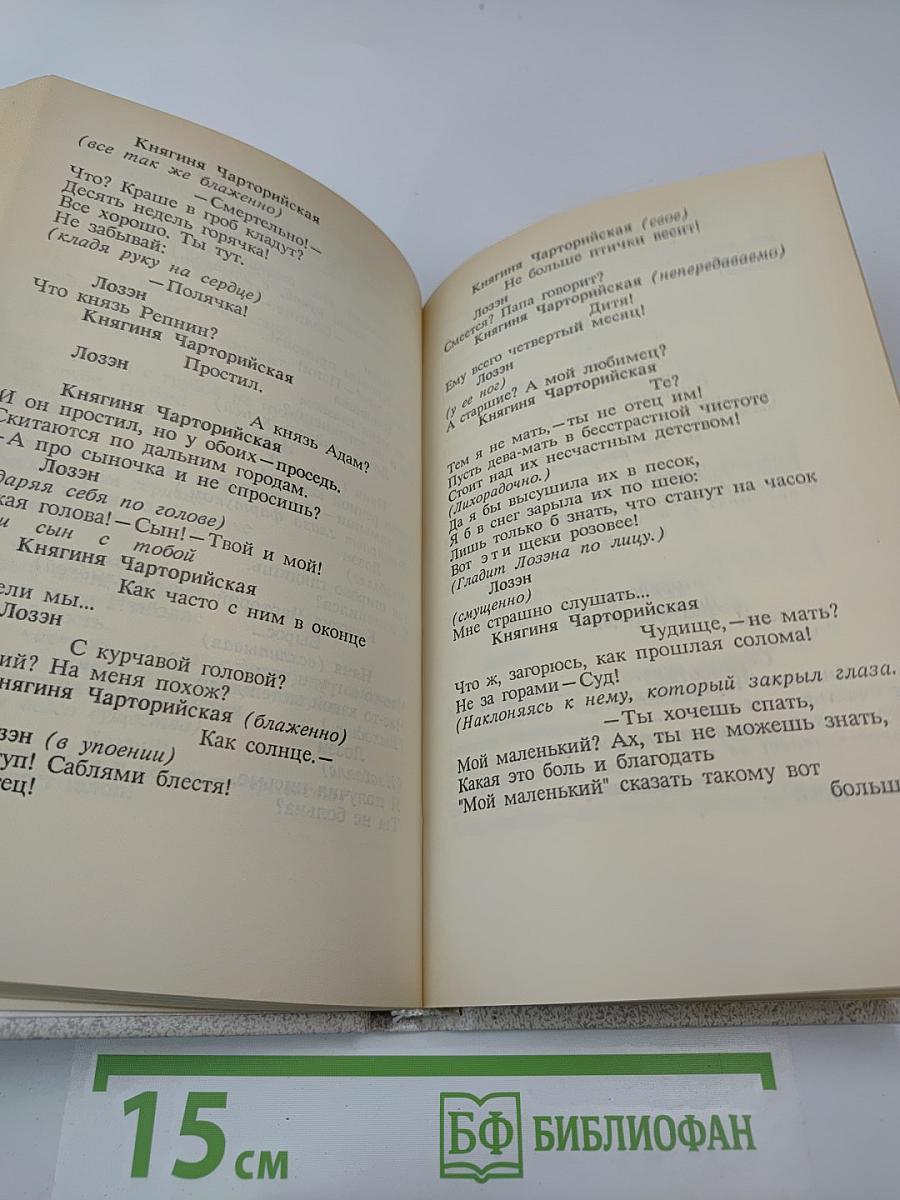 Княгиня Чарторийская
(все так же блаженно)
—Смертельно!—
Что? Краше в гроб кладут?
Десять недель горячка!
Все хорошо. Ты тут.
Не забывай:
(кладя руку на сердце)
—Полячка!
Лозэн
Что князь Репнин?
Княгиня Чарторийская
Простил.
Лозэн
А князь Адам?
Княгиня Чарторийская
И он простил, но у обоих—проседь.
Скитаются по дальним городам.
—А про сыночка и не спросишь?
Лозэн
даряя себя по голове)
кая голова!—Сын!—Твой и мой!
и сын с тобой
Княгиня Чарторийская
Как часто с ним в оконце
ели мы...
Лозэн
С курчавой головой?
кий? На меня похож?
нягиня Чарторийская (блаженно)
Как солнце.—
озэн (в упоении)
туп! Саблями блестя!
тец!
Княгиня Чарторийская (свое)
Не больше птички весит!
Лозэн
Смеется? Папа говорит?
Княгиня Чарторийская (непередаваемо)
Дитя!
Ему всего четвертый месяц!
Лозэн
(у ее ног)
А старшие? А мой любимец?
Княгиня Чарторийская
Те?
Тем я не мать,—ты не отец им!
Пусть дева-мать в бесстрастной чистоте
Стоит над их несчастным детством!
(Лихорадочно.)
Да я бы высушила их в песок,
Я б в снег зарыла их по шею:
Лишь только б знать, что станут на часок
Вот эти щеки розовее!
(Гладит Лозэна по лицу.)
Лозэн
(смущенно)
Мне страшно слушать...
Княгиня Чарторийская
Чудище,—не мать?
Что ж, загорюсь, как прошлая солома!
Не за горами—Суд!
(Наклоняясь к нему, который закрыл глаза.
—Ты хочешь спать,
Мой маленький? Ах, ты не можешь знать,
Какая это боль и благодать
"Мой маленький" сказать такому вот
больш
15 см
БФ БИБЛИОФАН